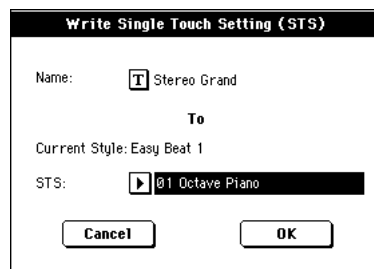 Write Single Touch Setting (STS)
Name: T Stereo Grand
To
Current Style: Easy Beat 1
STS: 01 Octave Piano
Cancel OK